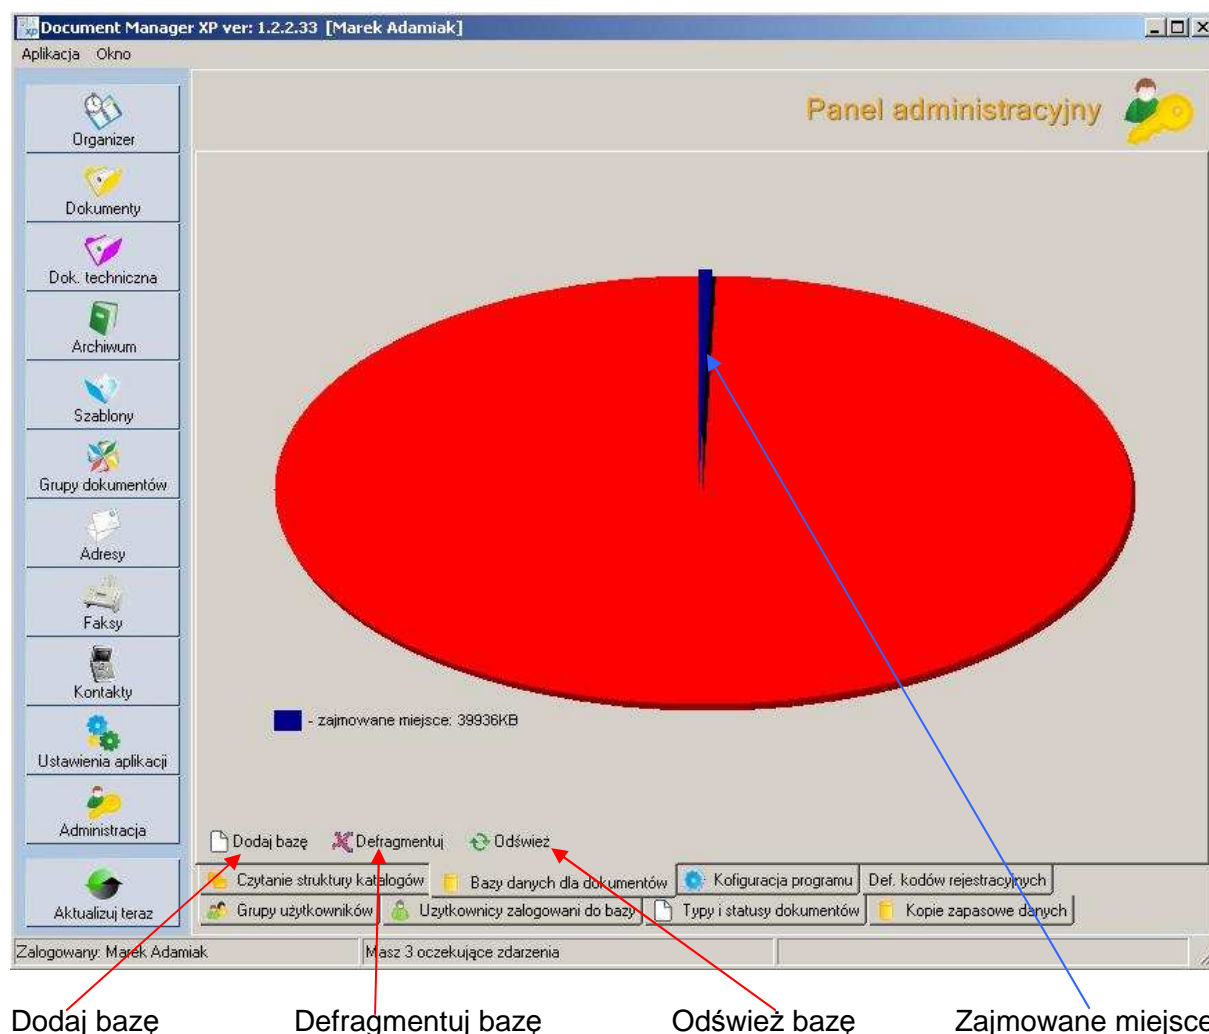 Document Manager XP ver: 1.2.2.33 [Marek Adamiak]
Aplikacja Okno
Panel administracyjny
Organizer
Dokumenty
Dok. techniczna
Archiwum
Szablony
Grupy dokumentów
Adresy
Faksy
Kontakty
Ustawienia aplikacji
Administracja
Aktualizuj teraz
- zajmowane miejsce: 39936KB
Dodaj bazę Defragmentuj Odśwież
Czytanie struktury katalogów Bazy danych dla dokumentów Kofiguracja programu Def. kodów rejestracyjnych
Grupy użytkowników Uzytkownicy zalogowani do bazy Typy i statusy dokumentów Kopie zapasowe danych
Zalogowany: Marek Adamiak Masz 3 oczekujące zdarzenia
Dodaj bazę Defragmentuj bazę Odśwież bazę Zajmowane miejsce